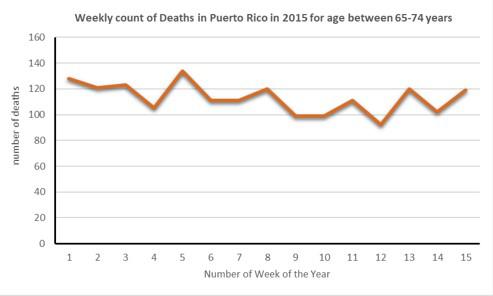 Weekly count of Deaths in Puerto Rico in 2015 for age between 65-74 years
160
140
120
100
80
60
40
20
0
number of deaths
1 2 3 4 5 6 7 8 9 10 11 12 13 14 15
Number of Week of the Year